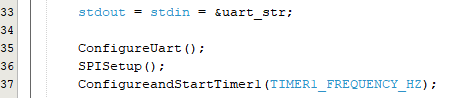 33 stdout = stdin = &uart_str;
34
35 ConfigureUart();
36 SPISetup();
37 ConfigureandStartTimer1(TIMER1_FREQUENCY_HZ);